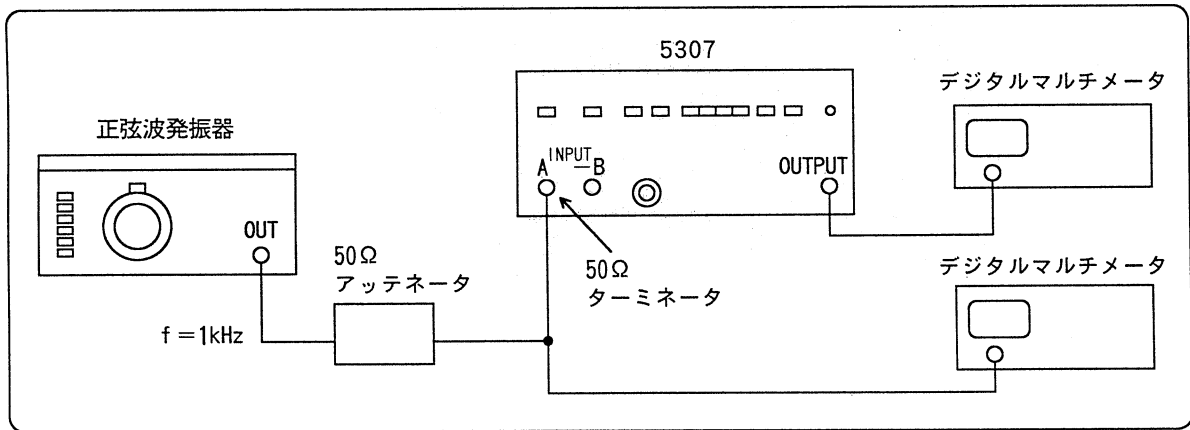 5307
デジタルマルチメータ
正弦波発振器
INPUT
A
B
OUTPUT
OUT
50Ω
アッテネータ
50Ω
ターミネータ
デジタルマルチメータ
f=1kHz